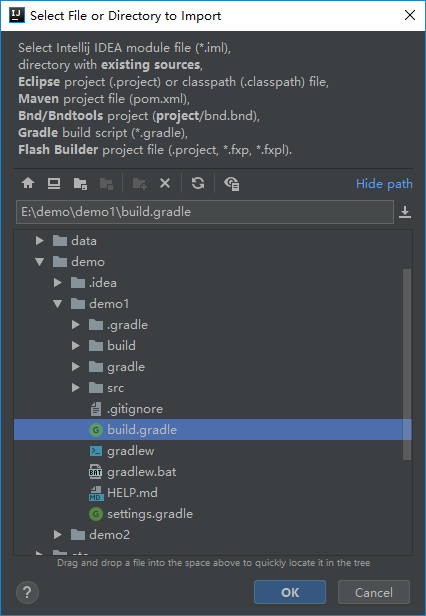 Select File or Directory to Import
Select Intellij IDEA module file (*.iml),
directory with existing sources,
Eclipse project (.project) or classpath (.classpath) file,
Maven project file (pom.xml),
Bnd/Bndtools project (project/bnd.bnd),
Gradle build script (*.gradle),
Flash Builder project file (.project, *.fxp, *.fxpl).
Hide path
E:\demo\demo1\build.gradle
data
demo
.idea
demo1
.gradle
build
gradle
src
.gitignore
build.gradle
gradlew
gradlew.bat
HELP.md
settings.gradle
demo2
Drag and drop a file into the space above to quickly locate it in the tree
? OK Cancel